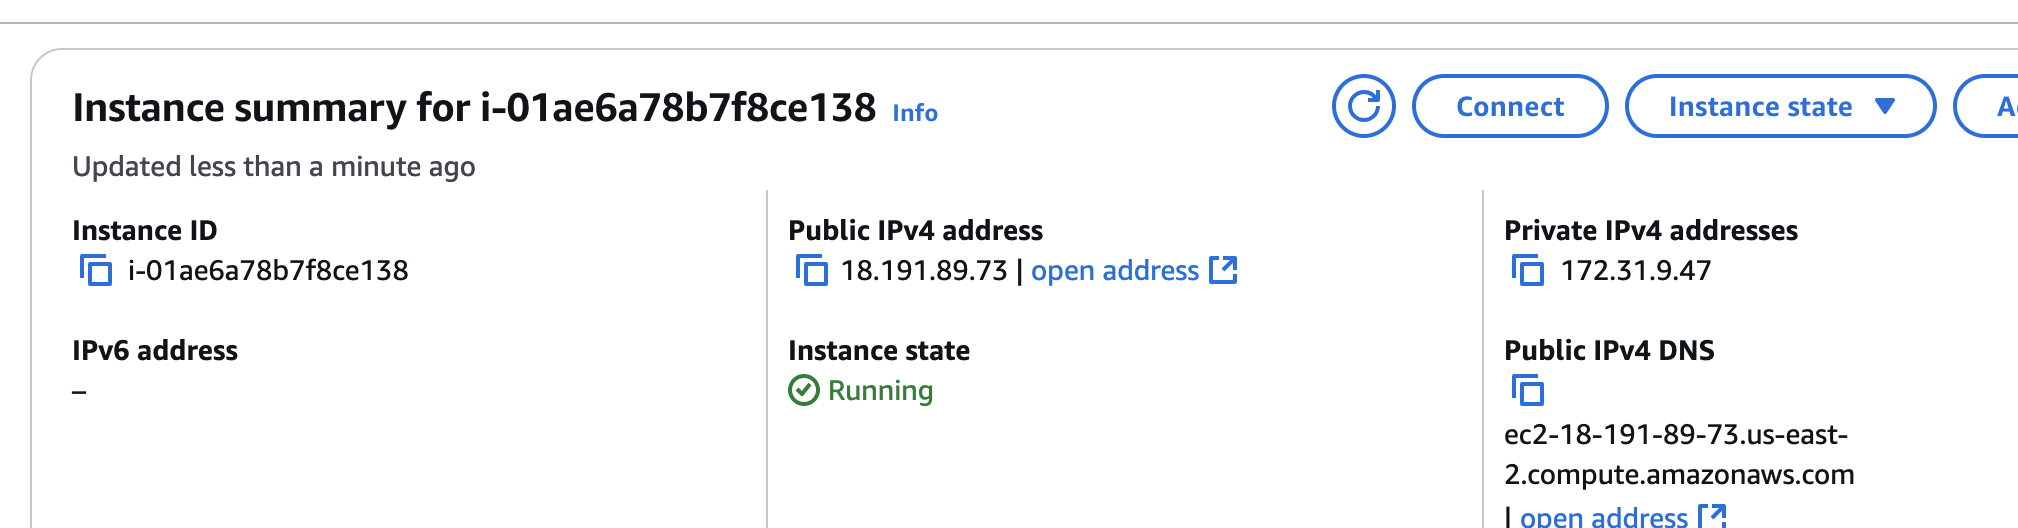 Instance summary for i-01ae6a78b7f8ce138 Info
Updated less than a minute ago
Connect
Instance state
Instance ID
i-01ae6a78b7f8ce138
Public IPv4 address
18.191.89.73 | open address
Private IPv4 addresses
172.31.9.47
IPv6 address
–
Instance state
Running
Public IPv4 DNS
ec2-18-191-89-73.us-east-
2.compute.amazonaws.com
| open address